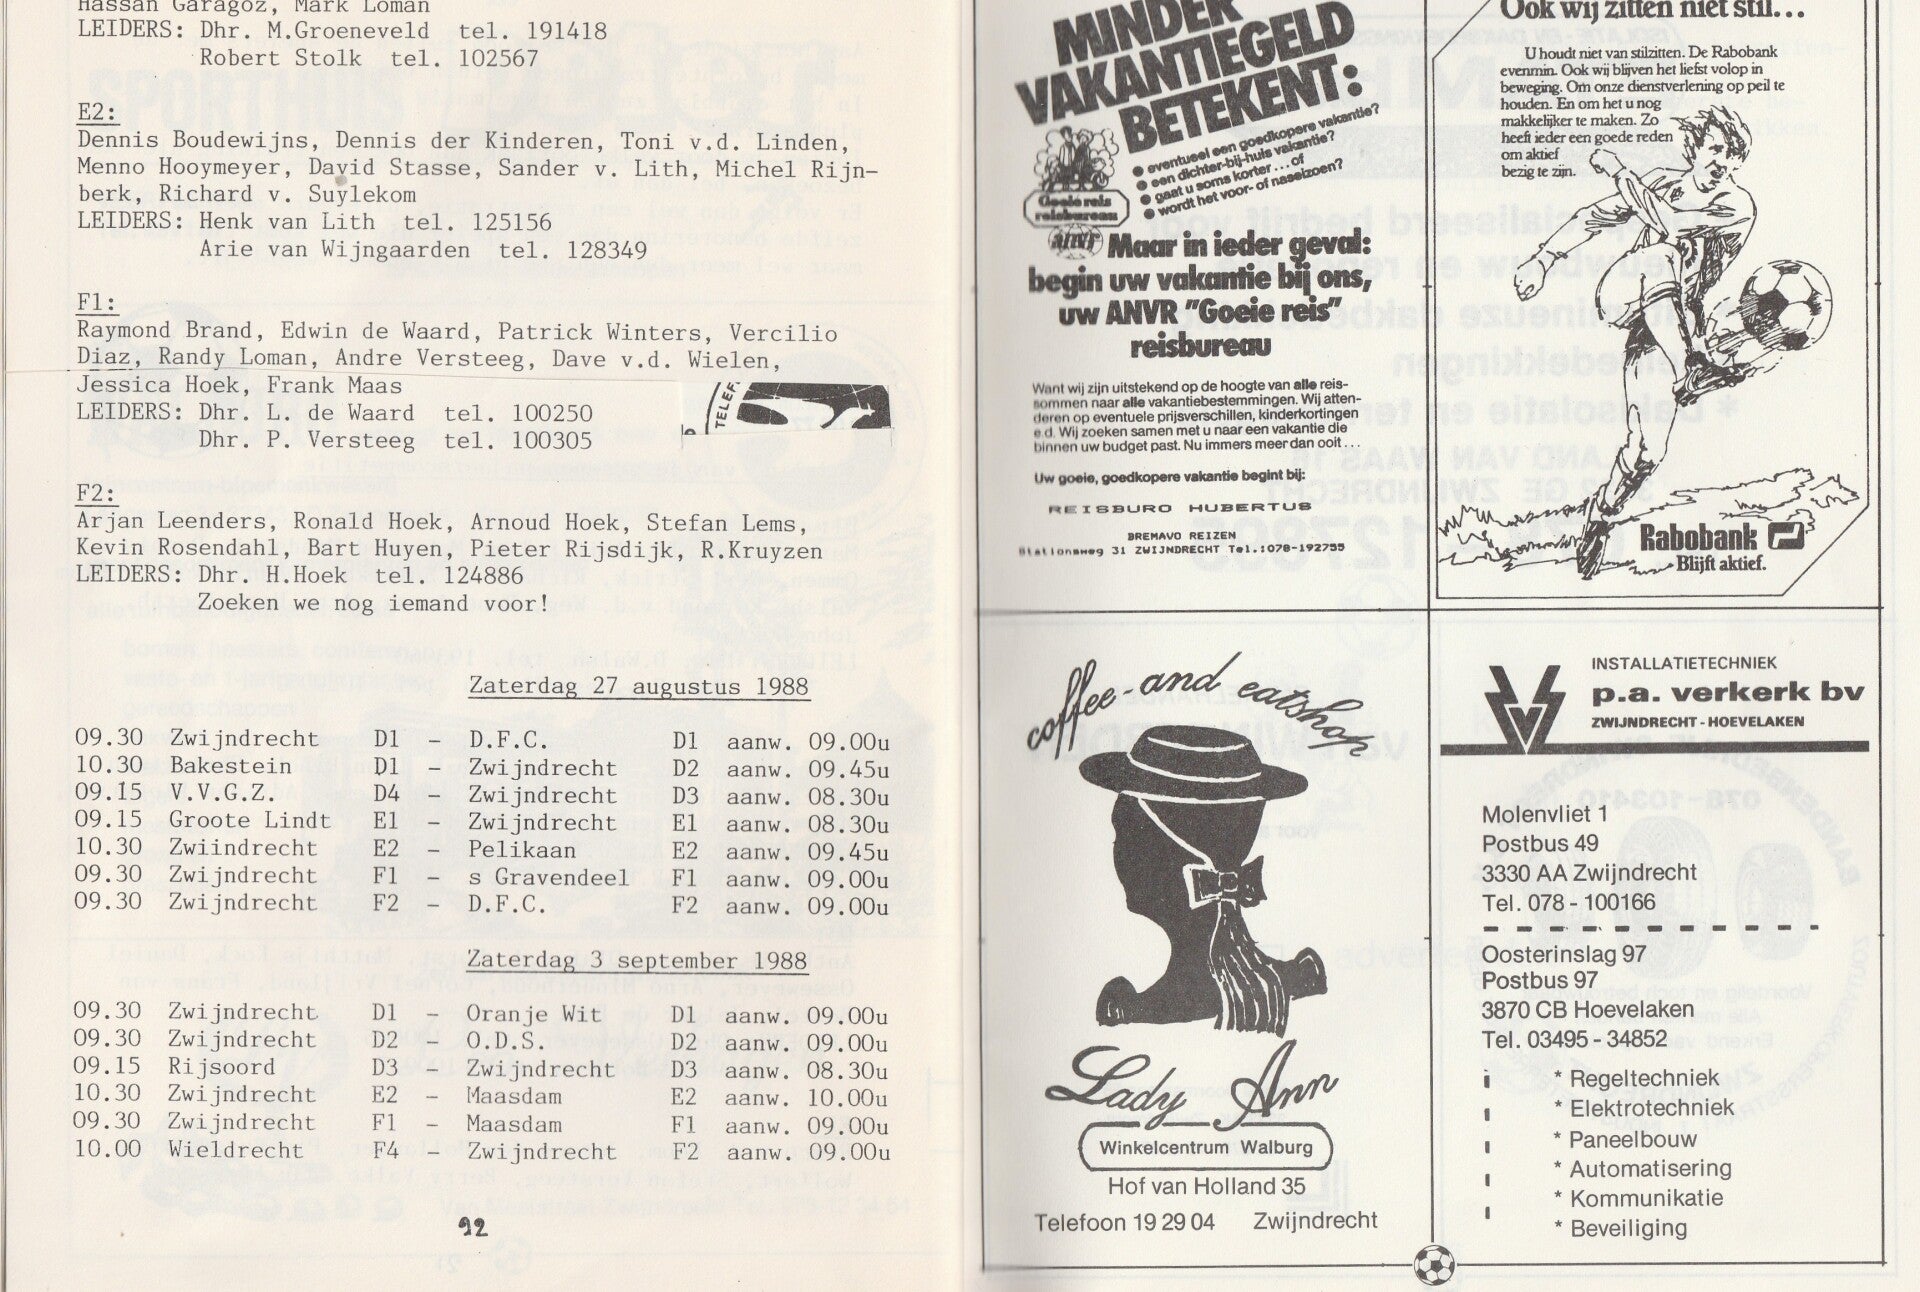 Hassan Garagoz, Mark Loman
LEIDERS: Dhr. M.Groeneveld tel. 191418
Robert Stolk tel. 102567
E2:
Dennis Boudewijns, Dennis der Kinderen, Toni v.d. Linden,
Menno Hooymeyer, David Stasse, Sander v. Lith, Michel Rijn-
berk, Richard v. Suylekom
LEIDERS: Henk van Lith tel. 125156
Arie van Wijngaarden tel. 128349
F1:
Raymond Brand, Edwin de Waard, Patrick Winters, Vercilio
Diaz, Randy Loman, Andre Versteeg, Dave v.d. Wielen,
Jessica Hoek, Frank Maas
LEIDERS: Dhr. L. de Waard tel. 100250
Dhr. P. Versteeg tel. 100305
F2:
Arjan Leenders, Ronald Hoek, Arnoud Hoek, Stefan Lems,
Kevin Rosendahl, Bart Huyen, Pieter Rijsdijk, R.Kruyzen
LEIDERS: Dhr. H.Hoek tel. 124886
Zoeken we nog iemand voor!
Zaterdag 27 augustus 1988
09.30 Zwijndrecht D1 - D.F.C. D1 aanw. 09.00u
10.30 Bakestein D1 - Zwijndrecht D2 aanw. 09.45u
09.15 V.V.G.Z. D4 - Zwijndrecht D3 aanw. 08.30u
09.15 Groote Lindt E1 - Zwijndrecht E1 aanw. 08.30u
10.30 Zwiindrecht E2 - Pelikaan E2 aanw. 09.45u
09.30 Zwijndrecht F1 - s Gravendeel F1 aanw. 09.00u
09.30 Zwijndrecht F2 - D.F.C. F2 aanw. 09.00u
Zaterdag 3 september 1988
09.30 Zwijndrecht D1 - Oranje Wit D1 aanw. 09.00u
09.30 Zwijndrecht D2 - O.D.S. D2 aanw. 09.00u
09.15 Rijsoord D3 - Zwijndrecht D3 aanw. 08.30u
10.30 Zwijndrecht E2 - Maasdam E2 aanw. 10.00u
09.30 Zwijndrecht F1 - Maasdam F1 aanw. 09.00u
10.00 Wieldrecht F4 - Zwijndrecht F2 aanw. 09.00u
92
MINDER
VAKANTIEGELD
BETEKENT:
● eventueel een goedkopere vakantie?
● een dichter-bij-huis vakantie?
● gaat u soms korter...of
● wordt het voor- of naseizoen?
Goeie reis
reisbureau
ANVR
Maar in ieder geval:
begin uw vakantie bij ons,
uw ANVR "Goeie reis"
reisbureau
Want wij zijn uitstekend op de hoogte van alle reis-
sommen naar alle vakantiebestemmingen. Wij atten-
deren op eventuele prijsverschillen, kinderkortingen
e.d. Wij zoeken samen met u naar een vakantie die
binnen uw budget past. Nu immers meer dan ooit...
Uw goeie, goedkopere vakantie begint bij:
REISBURO HUBERTUS
BREMAVO REIZEN
Stationsweg 31 ZWIJNDRECHT Tel.1078-192755
Ook wij zitten niet stil...
U houdt niet van stilzitten. De Rabobank
evenmin. Ook wij blijven het liefst volop in
beweging. Om onze dienstverlening op peil te
houden. En om het u nog
makkelijker te maken. Zo
heeft ieder een goede reden
om aktief
bezig te zijn.
Rabobank
Blijft aktief.
coffee-and eatshop
Lady Ann
Winkelcentrum Walburg
Hof van Holland 35
Telefoon 19 29 04 Zwijndrecht
INSTALLATIETECHNIEK
p.a. verkerk bv
ZWIJNDRECHT - HOEVELAKEN
Molenvliet 1
Postbus 49
3330 AA Zwijndrecht
Tel. 078 - 100166
Oosterinslag 97
Postbus 97
3870 CB Hoevelaken
Tel. 03495 - 34852
* Regeltechniek
* Elektrotechniek
* Paneelbouw
* Automatisering
* Kommunikatie
* Beveiliging